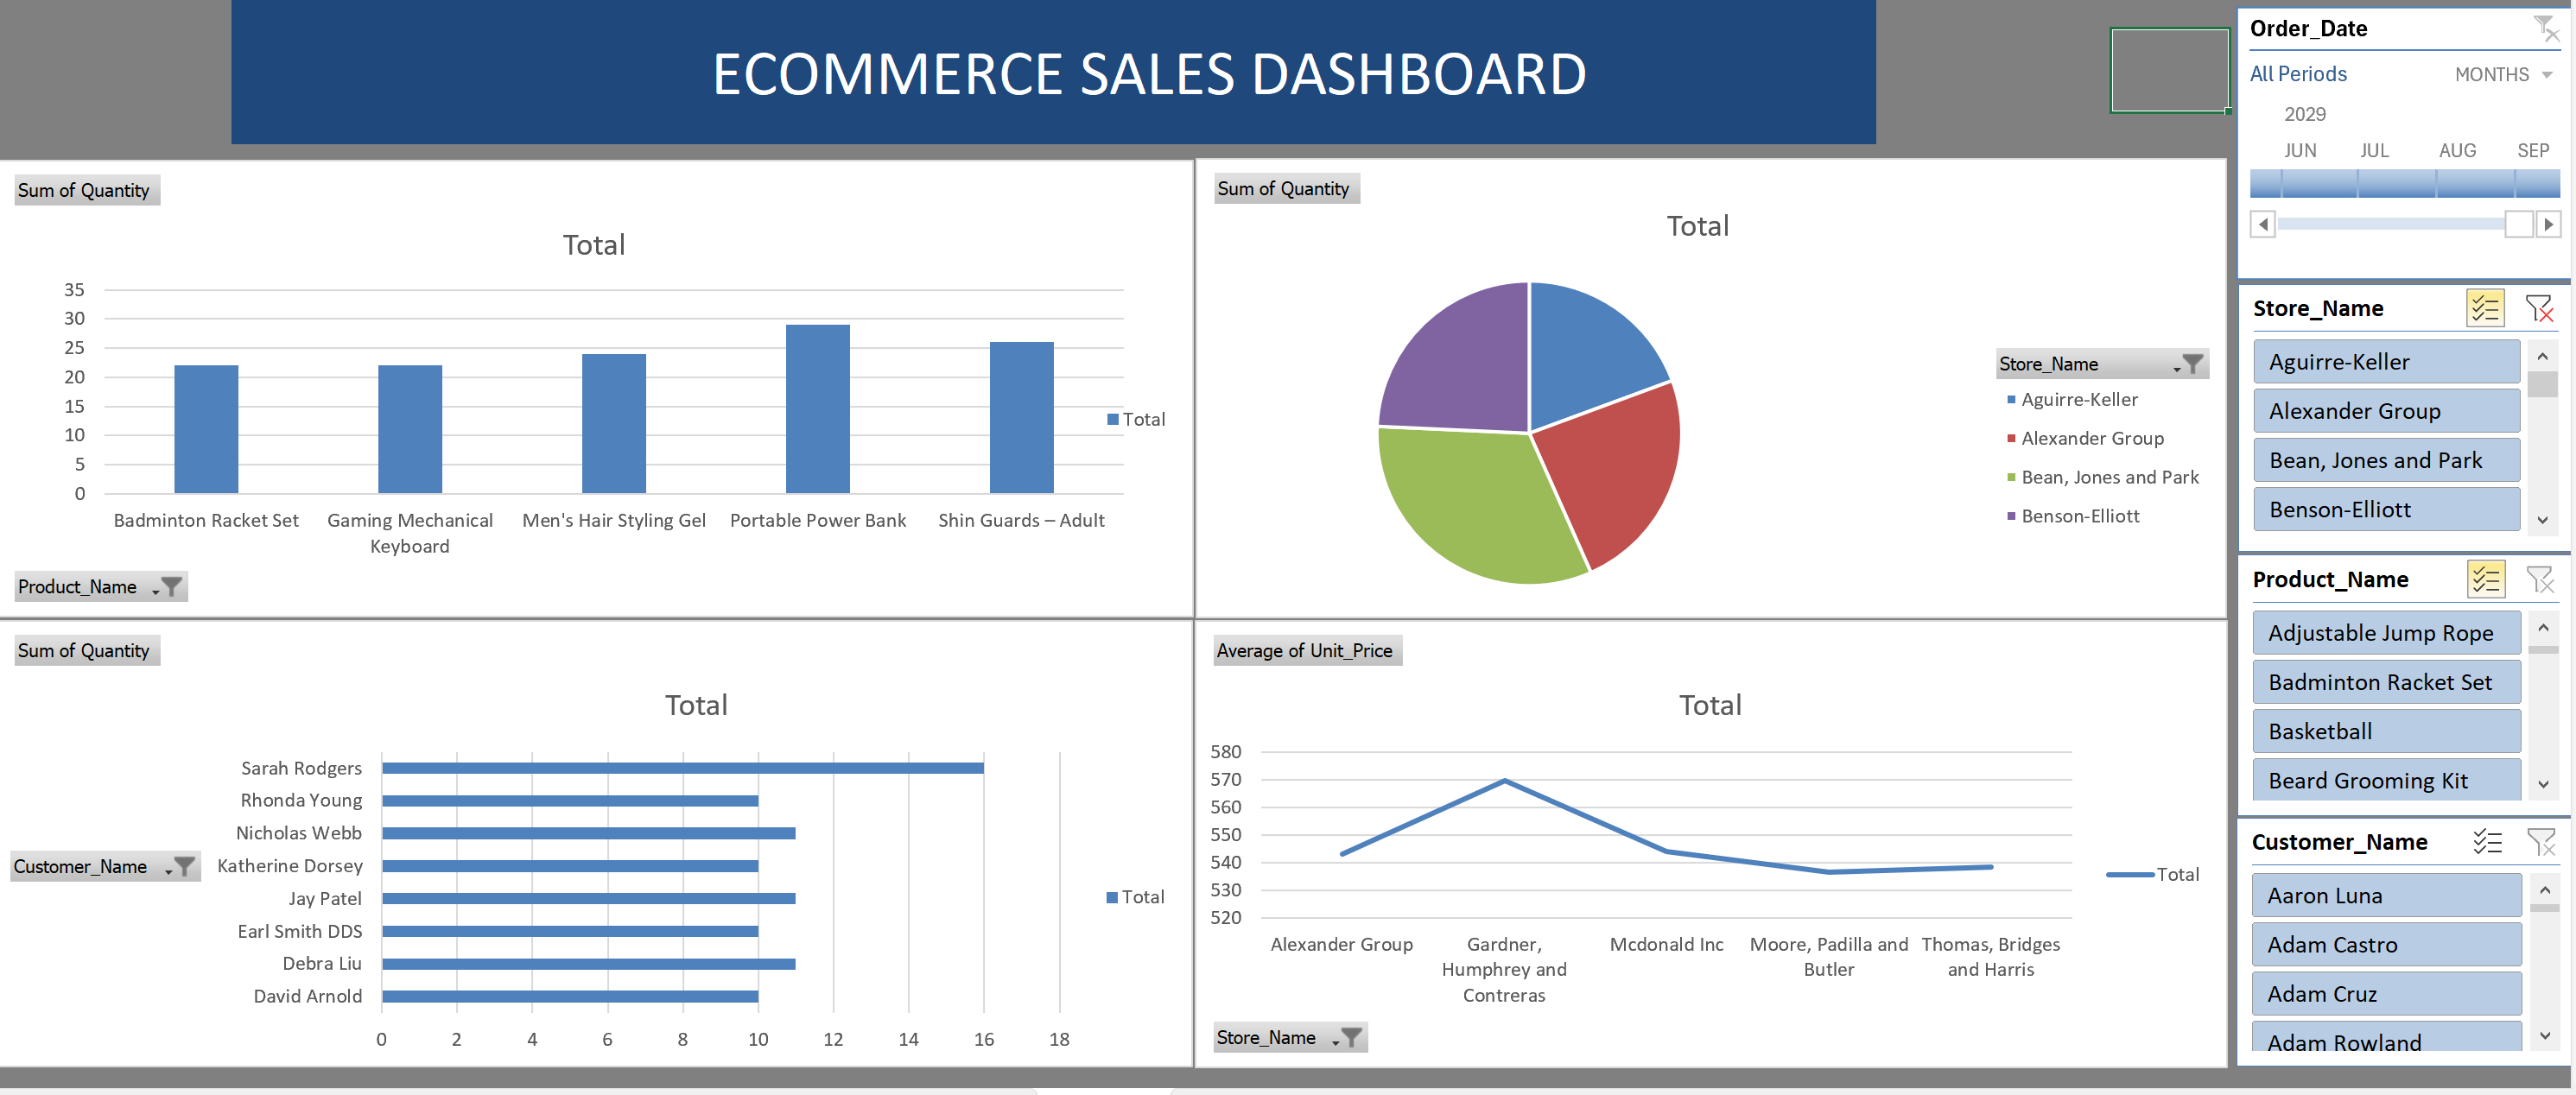 ECOMMERCE SALES DASHBOARD
Sum of Quantity
Total
35
30
25
20
15
10
5
0
Total
Badminton Racket Set
Gaming Mechanical
Keyboard
Men's Hair Styling Gel
Portable Power Bank
Shin Guards – Adult
Product_Name
Sum of Quantity
Total
Store_Name
Aguirre-Keller
Alexander Group
Bean, Jones and Park
Benson-Elliott
Sum of Quantity
Total
Customer_Name
Sarah Rodgers
Rhonda Young
Nicholas Webb
Katherine Dorsey
Jay Patel
Earl Smith DDS
Debra Liu
David Arnold
0 2 4 6 8 10 12 14 16 18
Total
Average of Unit_Price
Total
580
570
560
550
540
530
520
Alexander Group
Gardner,
Humphrey and
Contreras
Mcdonald Inc
Moore, Padilla and
Butler
Thomas, Bridges
and Harris
Total
Store_Name
Order_Date
All Periods
MONTHS
2029
JUN JUL AUG SEP
Store_Name
Aguirre-Keller
Alexander Group
Bean, Jones and Park
Benson-Elliott
Product_Name
Adjustable Jump Rope
Badminton Racket Set
Basketball
Beard Grooming Kit
Customer_Name
Aaron Luna
Adam Castro
Adam Cruz
Adam Rowland